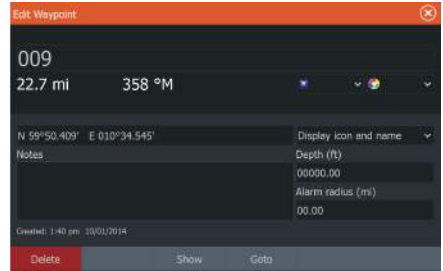 Edit Waypoint
009
22.7 mi 358 °M
N 59°50.409' E 010°34.545' Display icon and name
Notes Depth (ft)
00000.00
Alarm radius (mi)
00.00
Created: 1:40 pm 10/01/2014
Delete Show Goto